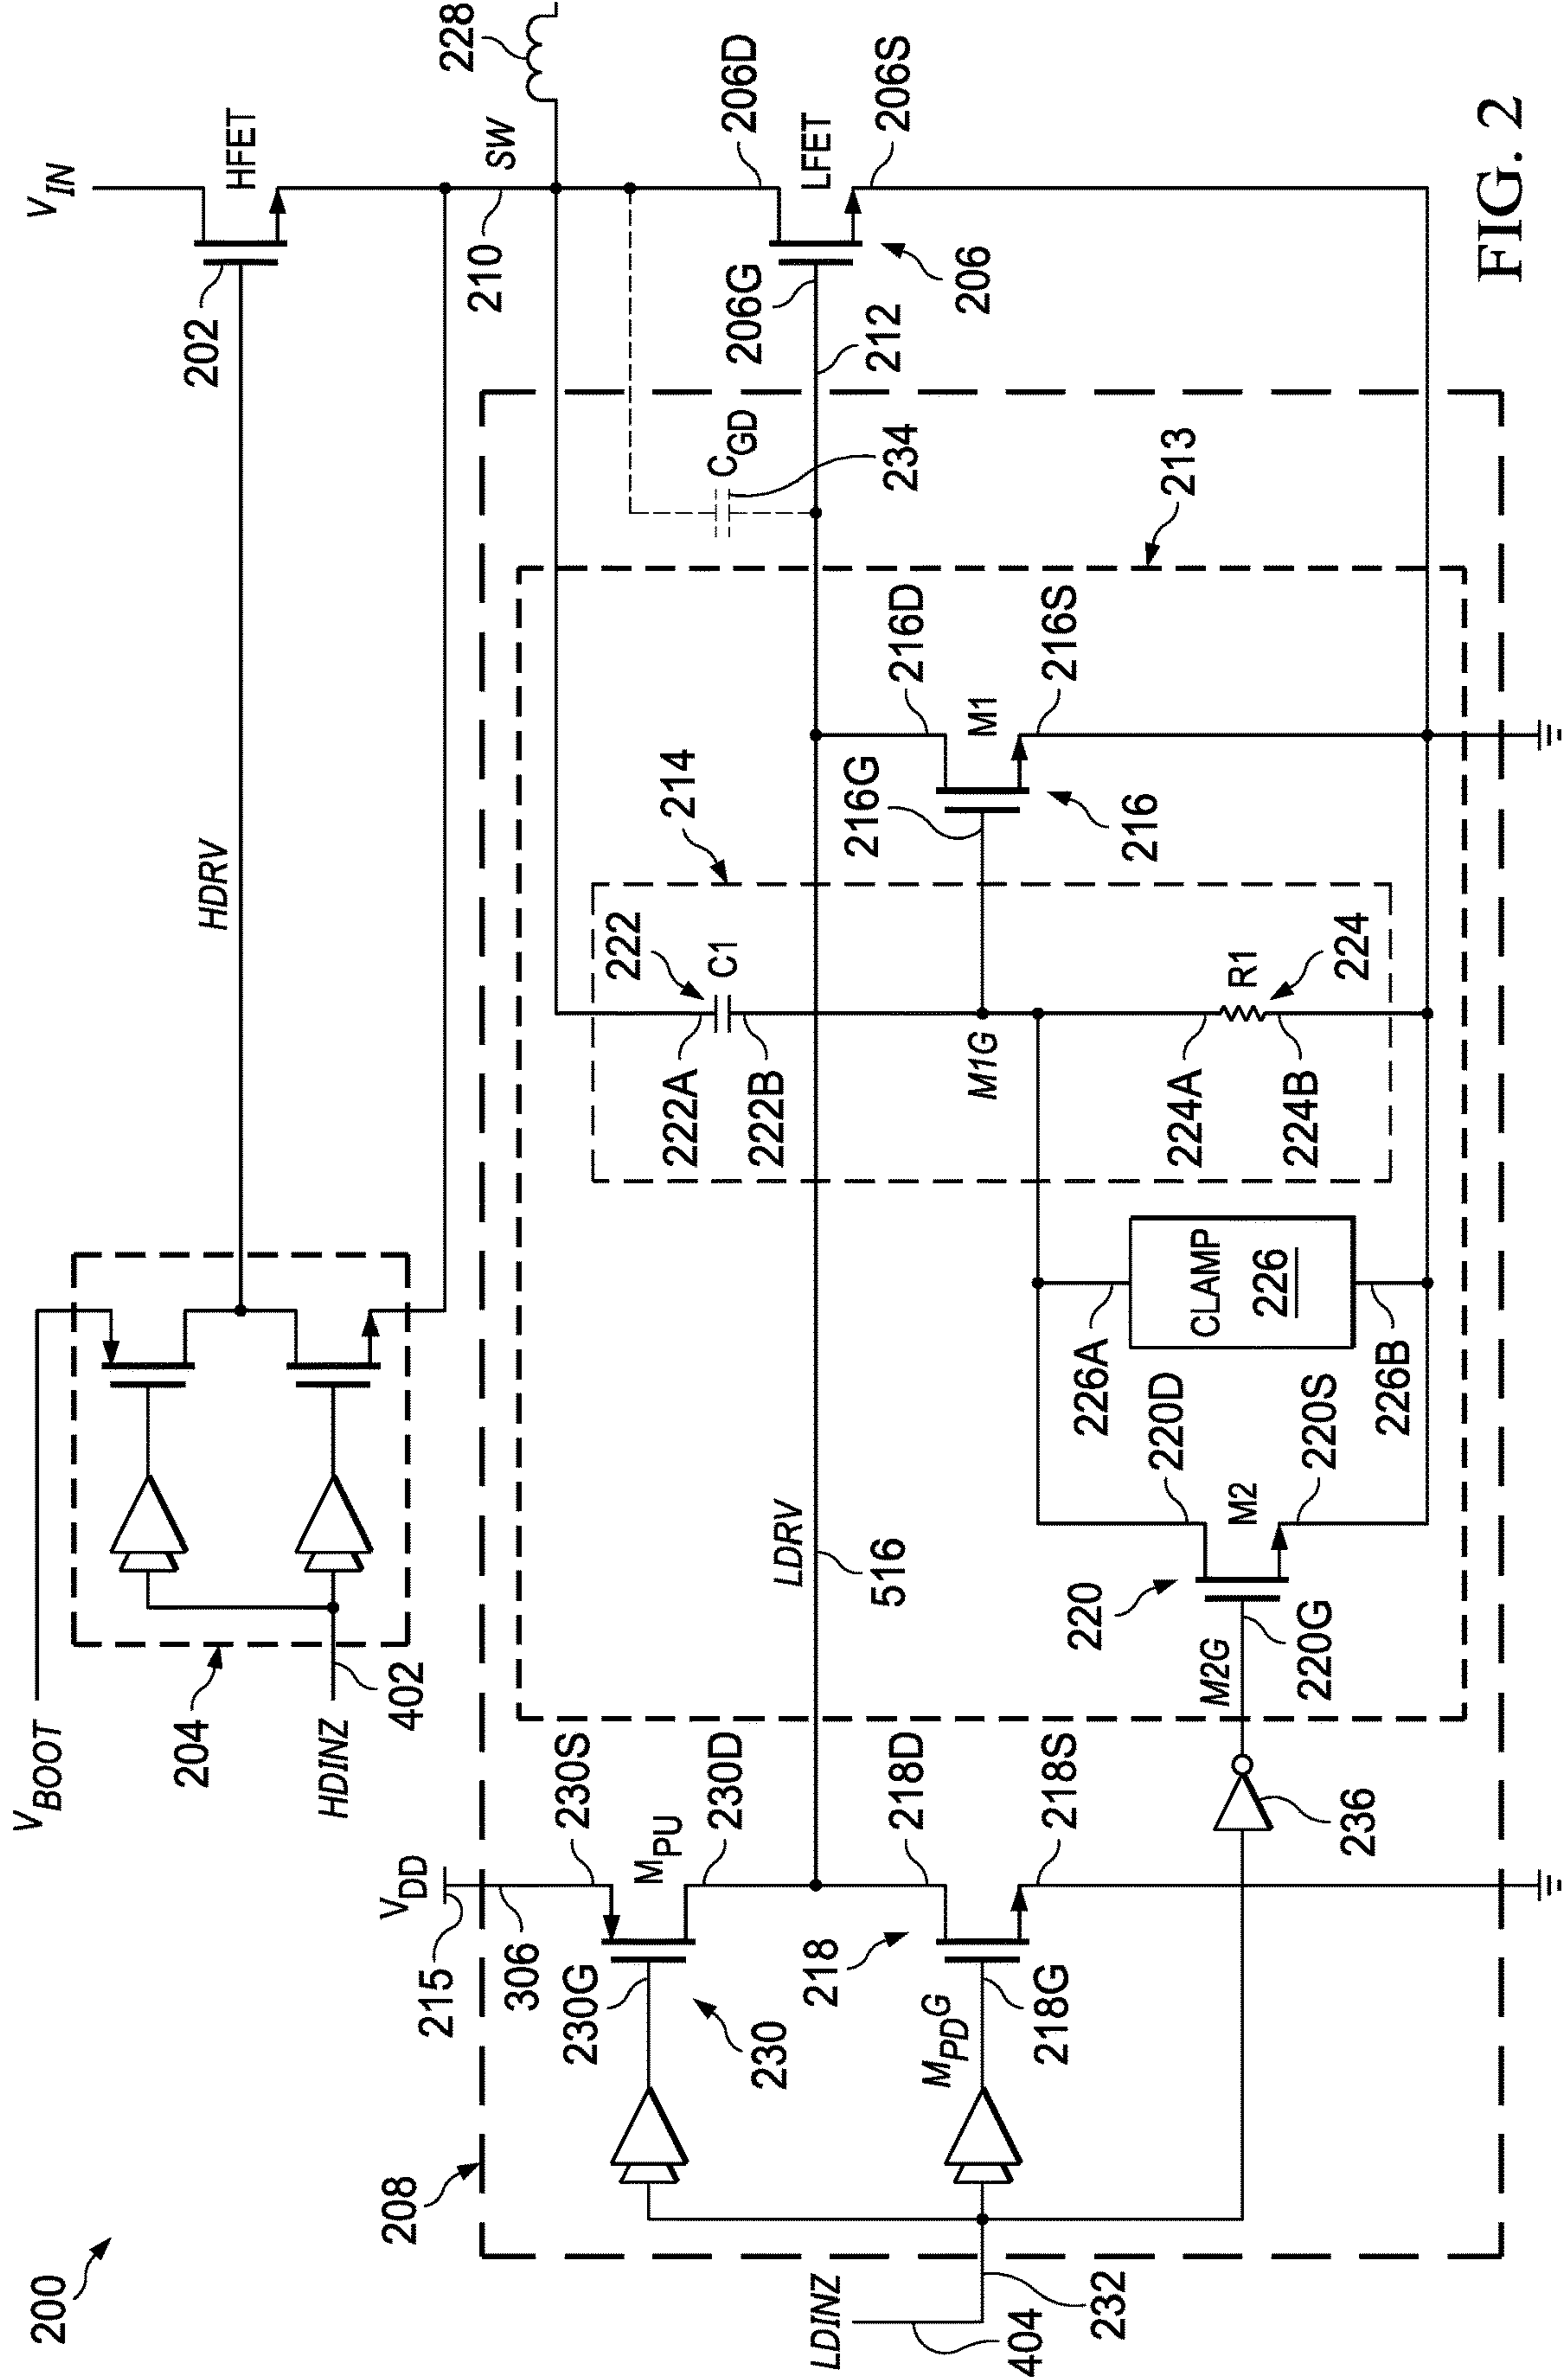 200
V_BOOT
204
HDINZ
402
HDRV
V_IN
202
HFET
210
SW
228
208
V_DD
215
306
230S
230G
M_PU
230D
230
218
218D
M_PD G
218G
218S
LDINZ
404
232
236
LDRV
516
M2G
220
220G
220D
M2
220S
226A
CLAMP
226
226B
214
222
C1
222A
222B
M1G
224A
R1
224
224B
216G
216D
M1
216S
216
213
C_GD
234
212
206G
206D
LFET
206S
206
FIG. 2